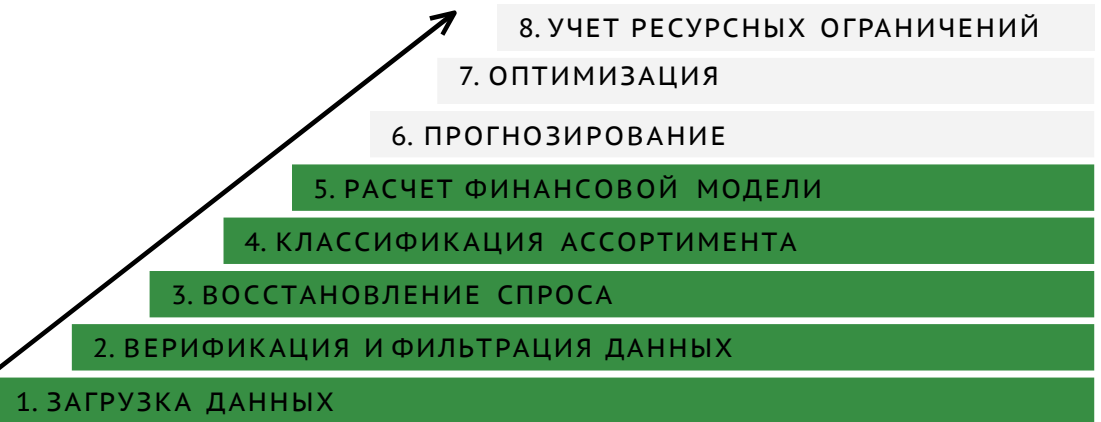 8. УЧЕТ РЕСУРСНЫХ ОГРАНИЧЕНИЙ
7. ОПТИМИЗАЦИЯ
6. ПРОГНОЗИРОВАНИЕ
5. РАСЧЕТ ФИНАНСОВОЙ МОДЕЛИ
4. КЛАССИФИКАЦИЯ АССОРТИМЕНТА
3. ВОССТАНОВЛЕНИЕ СПРОСА
2. ВЕРИФИКАЦИЯ И ФИЛЬТРАЦИЯ ДАННЫХ
1. ЗАГРУЗКА ДАННЫХ